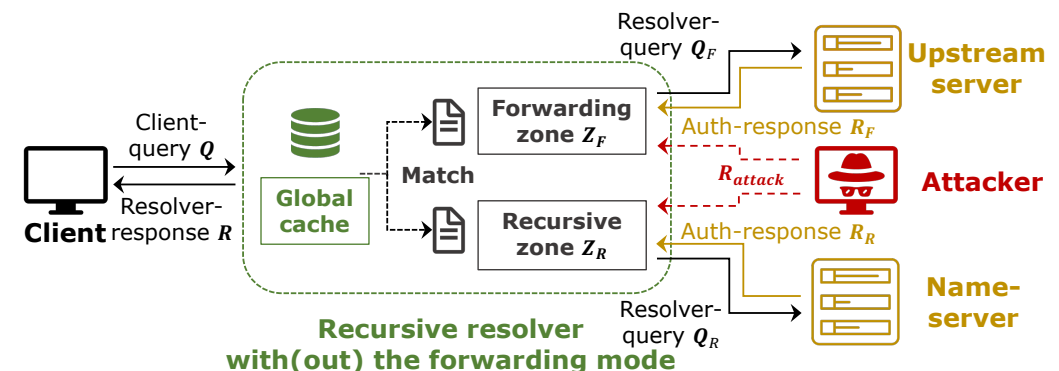 Resolver-
query Q_F
Upstream
server
Forwarding
zone Z_F
Client-
query Q
Auth-response R_F
Match
R_attack
Attacker
Global
cache
Resolver-
response R
Client
Recursive
zone Z_R
Auth-response R_R
Name-
server
Resolver-
query Q_R
Recursive resolver
with(out) the forwarding mode